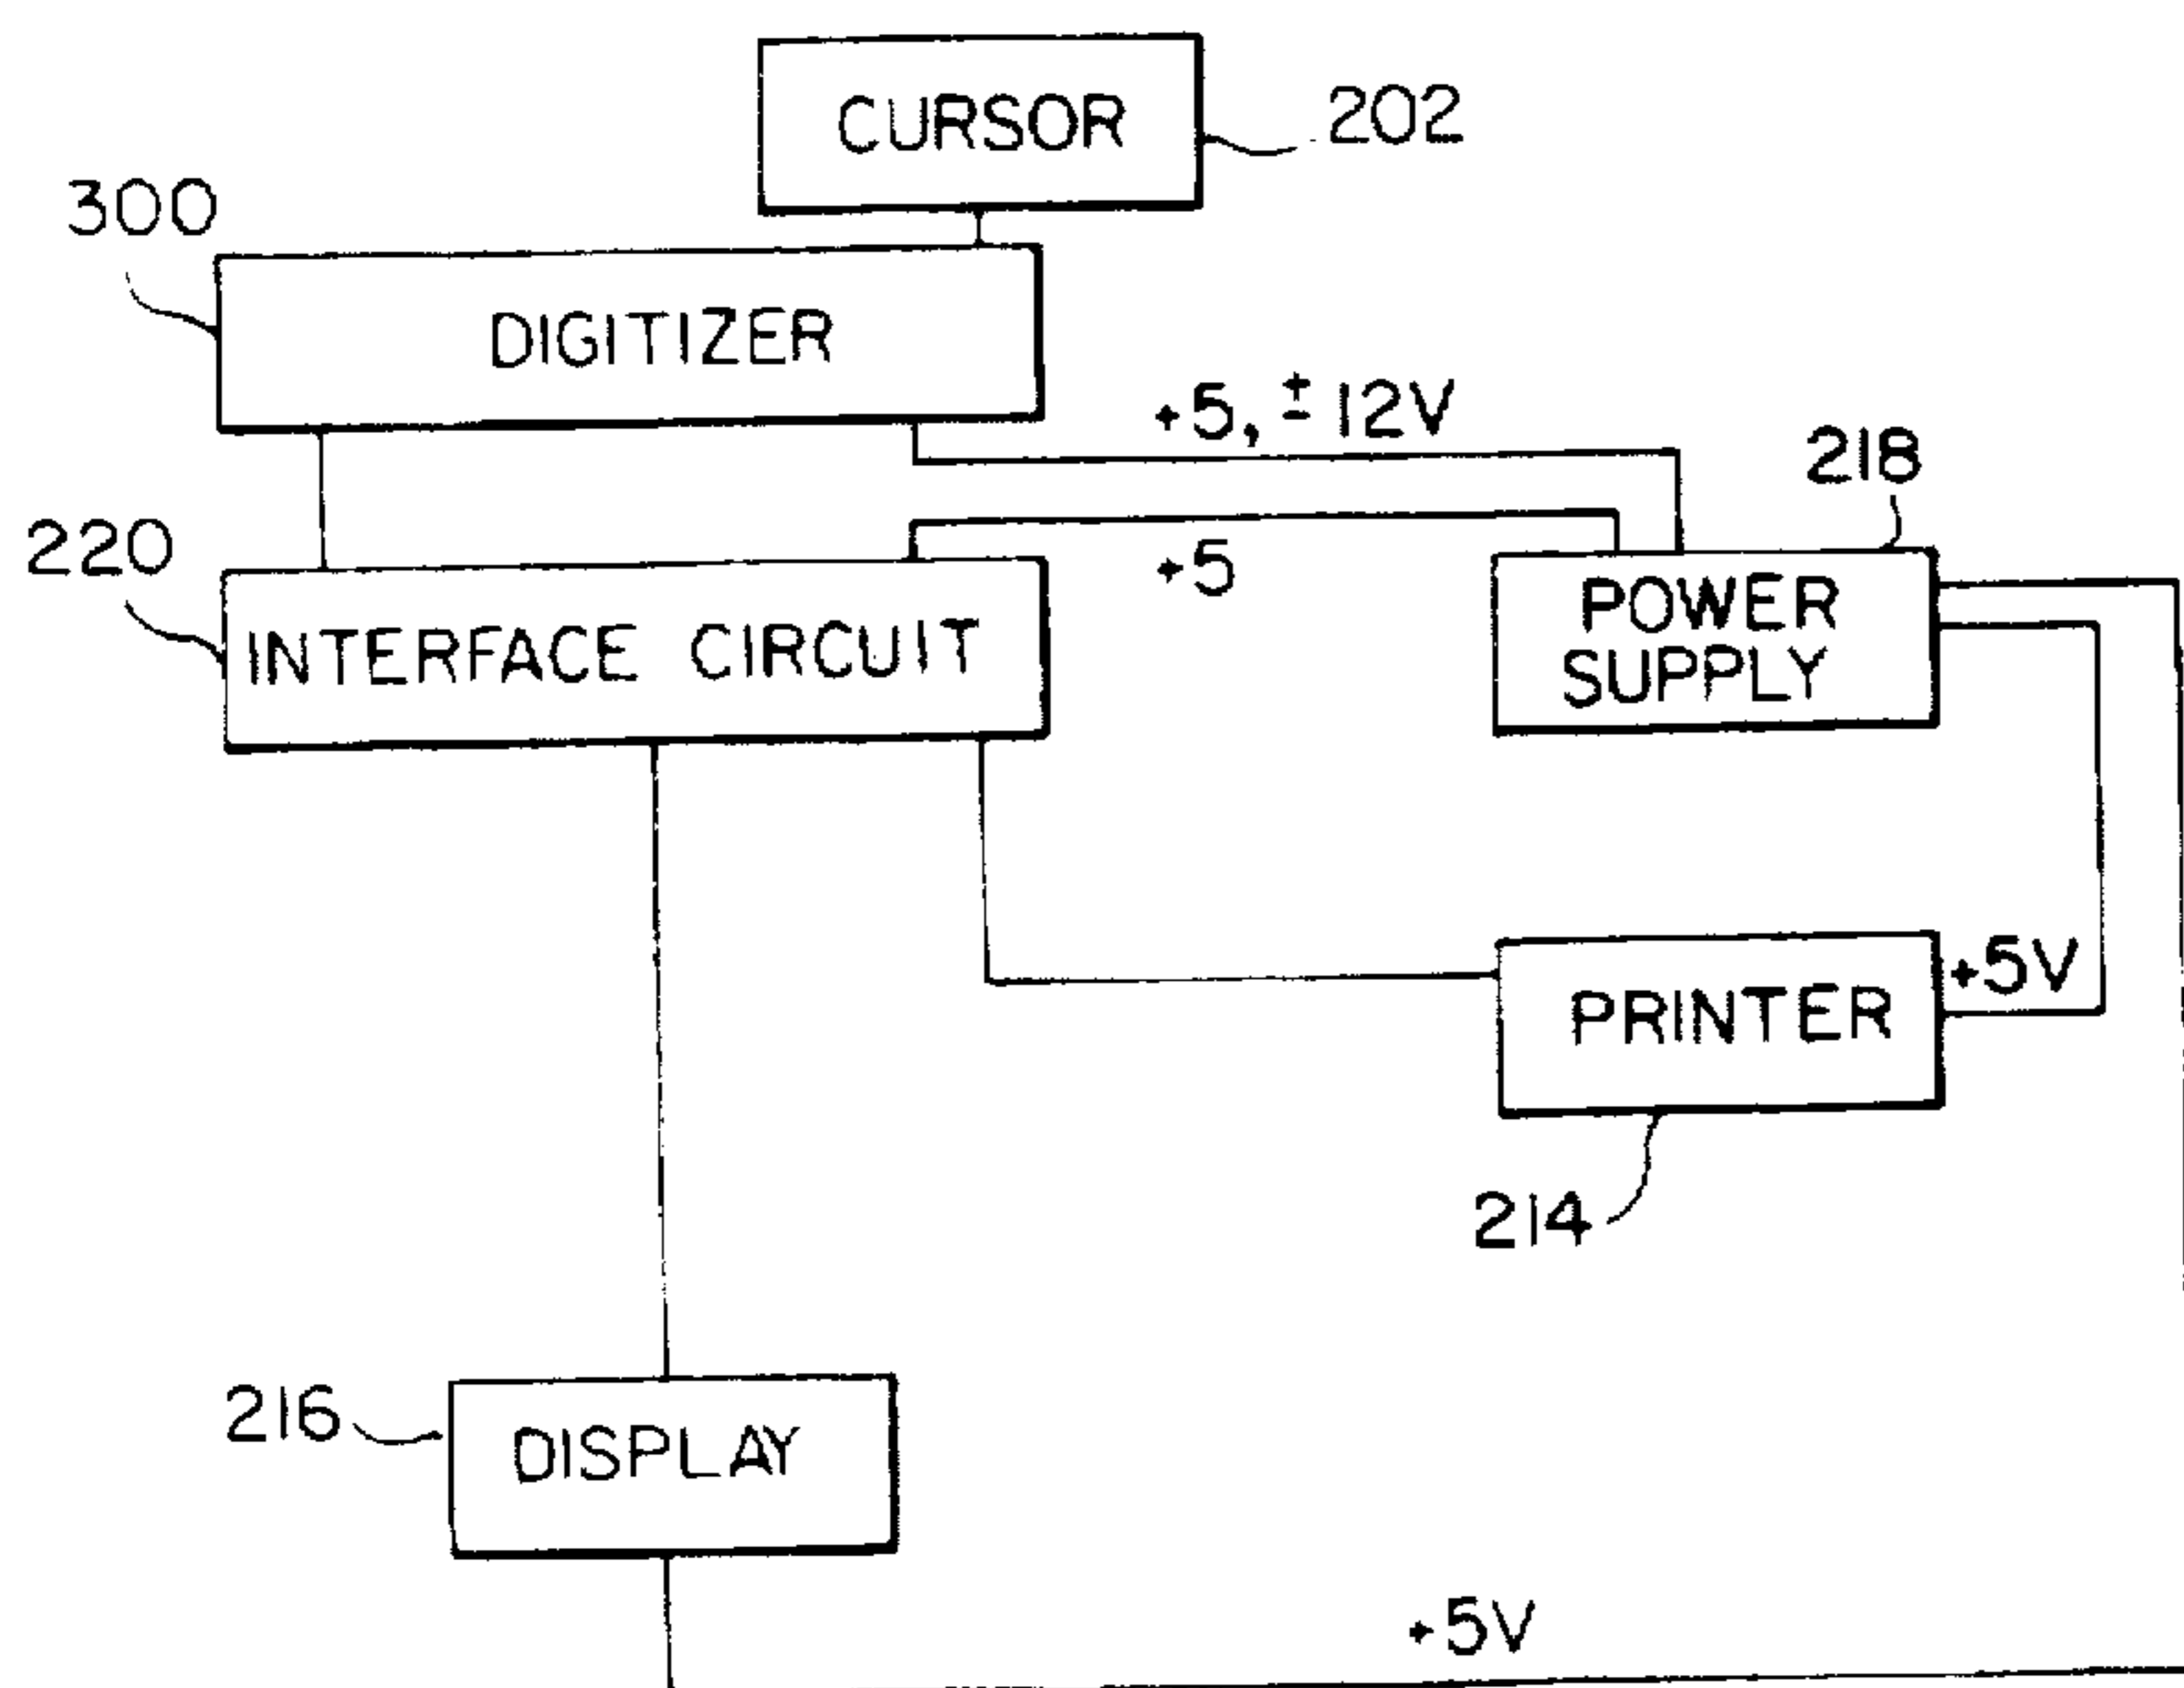 CURSOR
202
300
DIGITIZER
+5, ±12V
218
220
+5
INTERFACE CIRCUIT
POWER
SUPPLY
PRINTER
+5V
214
216
DISPLAY
+5V